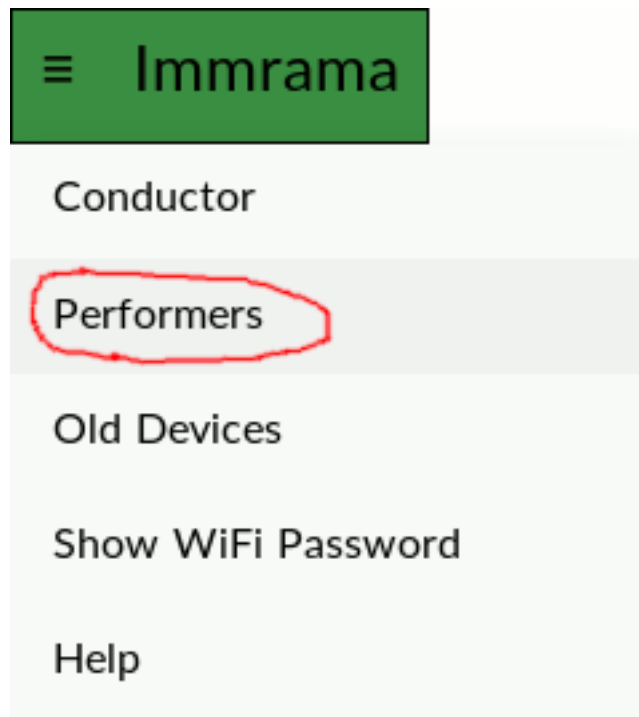 ≡ Immrama
Conductor
Performers
Old Devices
Show WiFi Password
Help